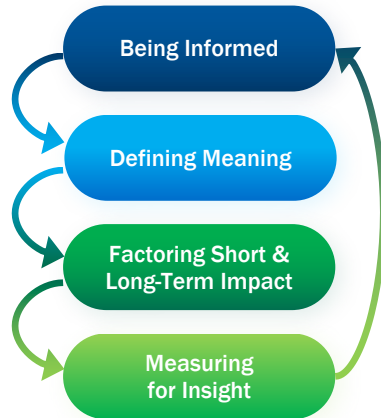 Being Informed
Defining Meaning
Factoring Short &
Long-Term Impact
Measuring
for Insight